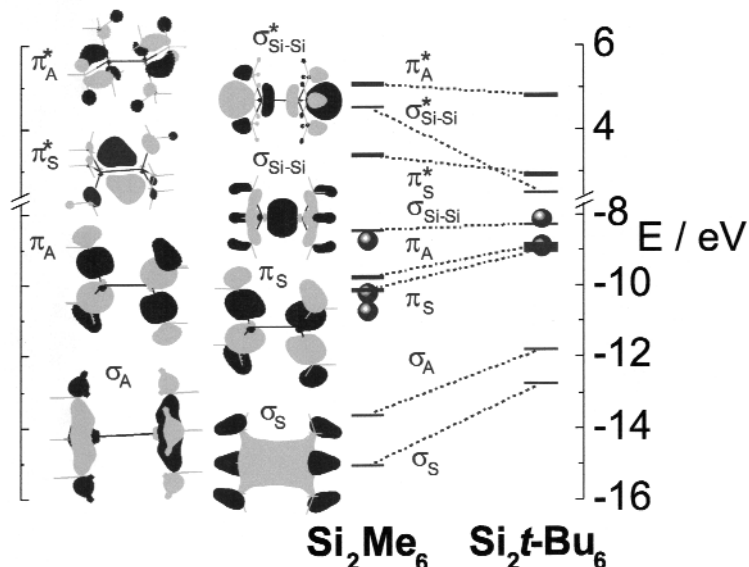 π*A
σ*Si-Si
π*A
6
σ*Si-Si
4
π*S
σSi-Si
π*S
σSi-Si
-8
E / eV
πA
πA
πS
-10
πS
σA
σA
-12
σS
-14
σS
-16
Si2Me6
Si2t-Bu6